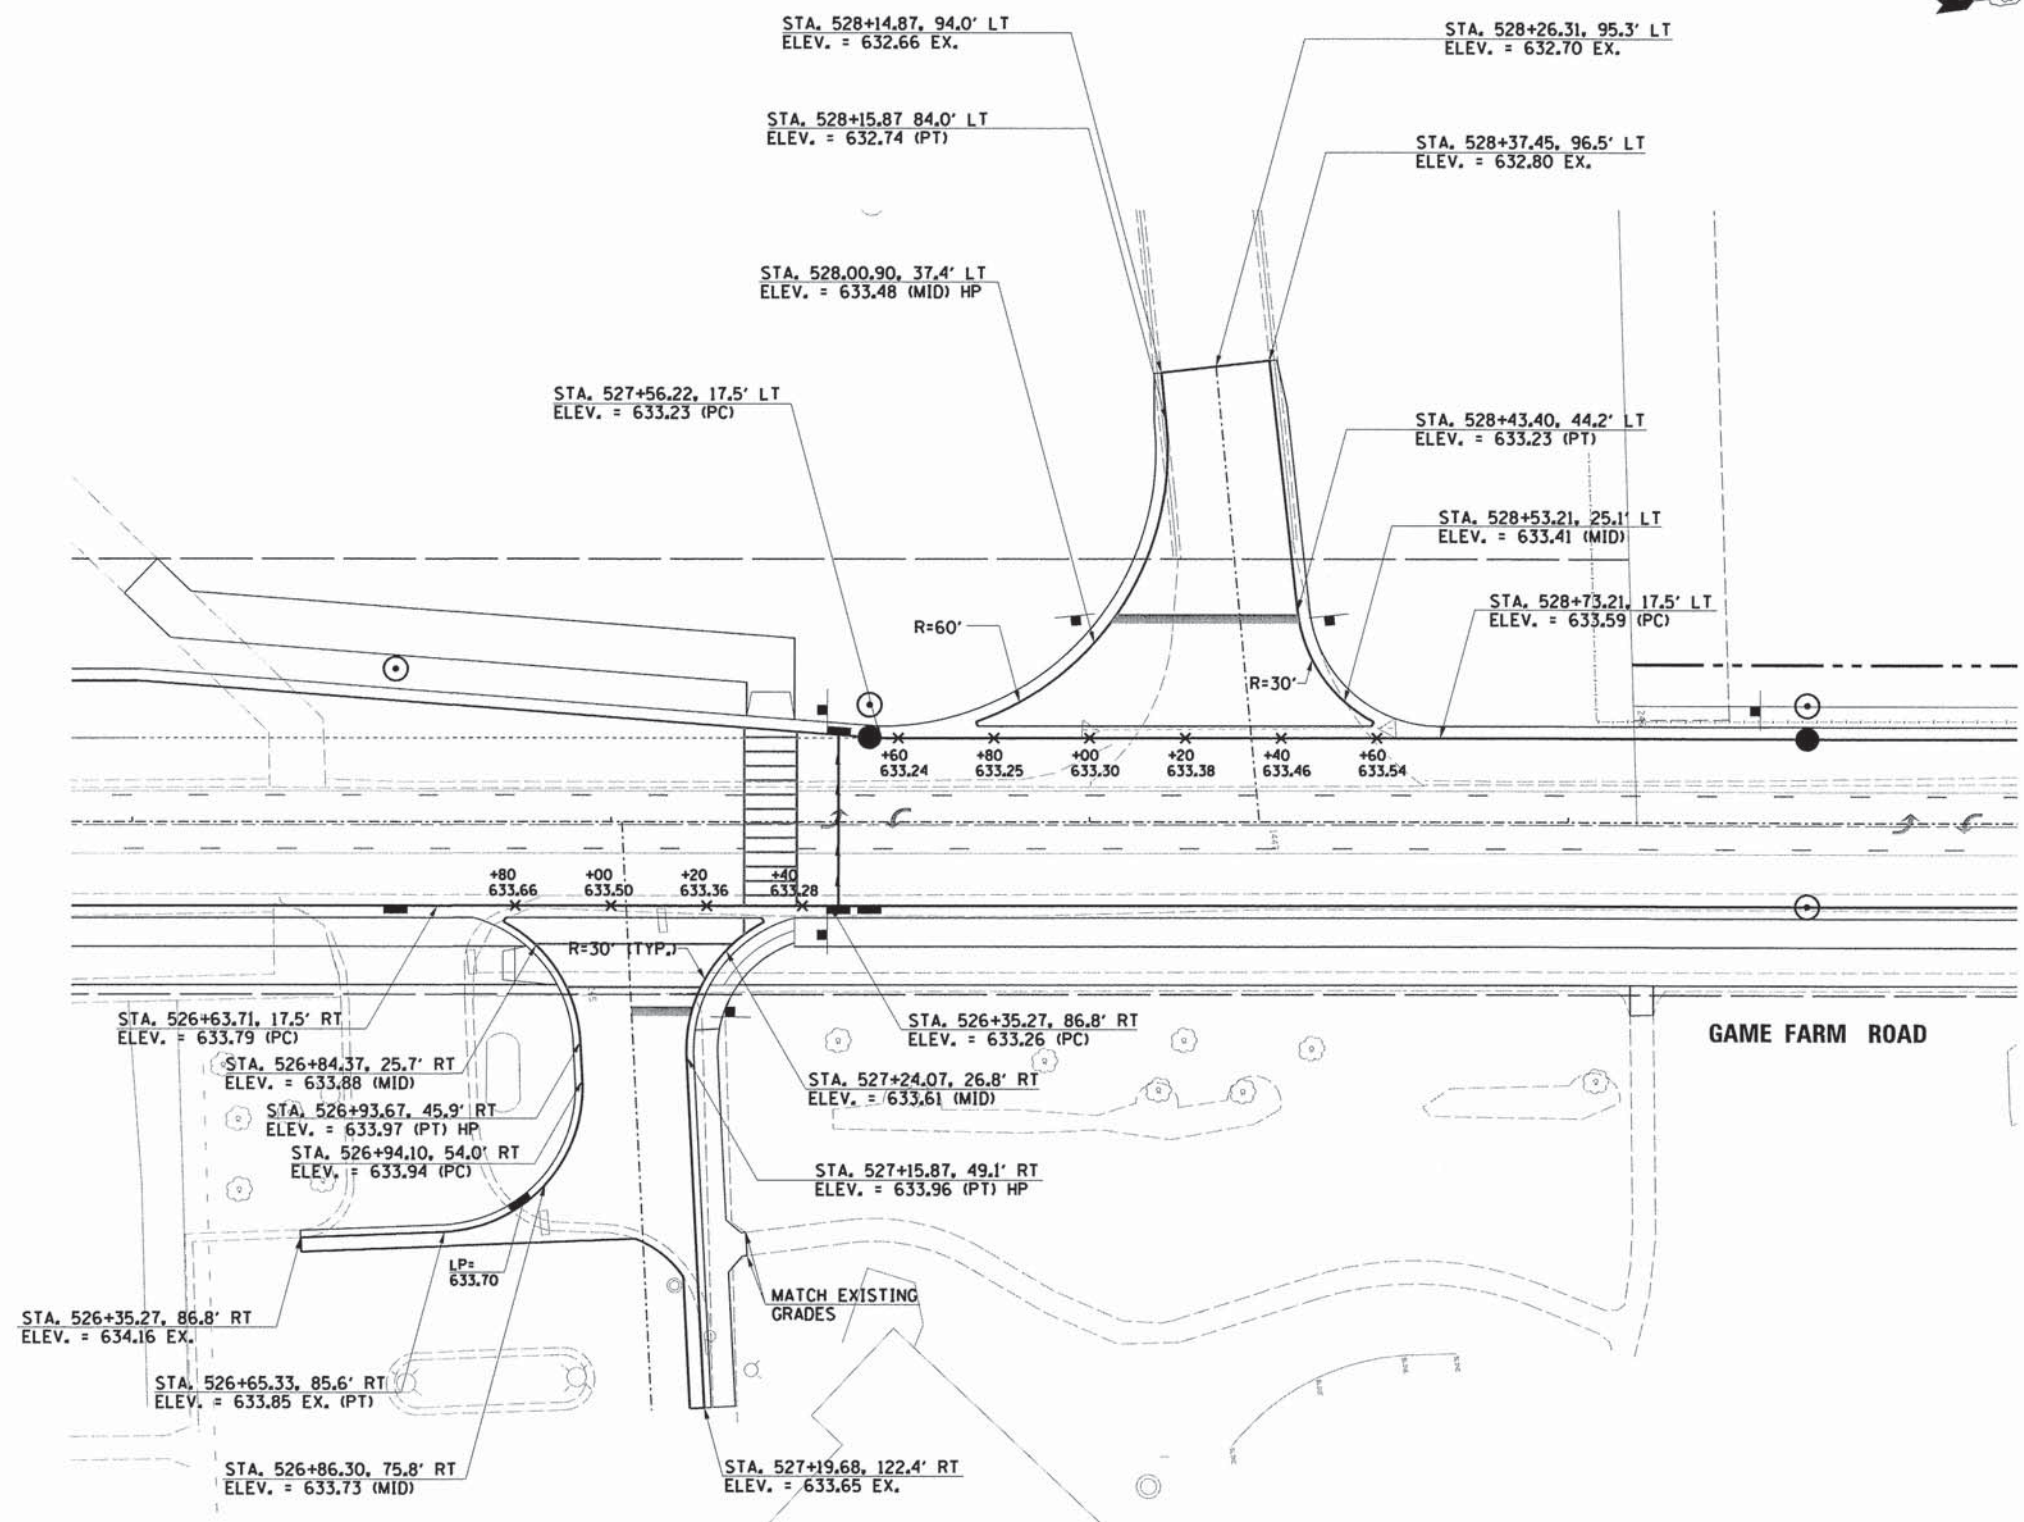 STA. 528+14.87, 94.0' LT
ELEV. = 632.66 EX.
STA. 528+26.31, 95.3' LT
ELEV. = 632.70 EX.
STA. 528+15.87 84.0' LT
ELEV. = 632.74 (PT)
STA. 528+37.45, 96.5' LT
ELEV. = 632.80 EX.
STA. 528.00.90, 37.4' LT
ELEV. = 633.48 (MID) HP
STA. 527+56.22, 17.5' LT
ELEV. = 633.23 (PC)
STA. 528+43.40, 44.2' LT
ELEV. = 633.23 (PT)
STA. 528+53.21, 25.1' LT
ELEV. = 633.41 (MID)
STA. 528+73.21, 17.5' LT
ELEV. = 633.59 (PC)
R=60'
R=30'
+60
633.24
+80
633.25
+00
633.30
+20
633.38
+40
633.46
+60
633.54
+80
633.66
+00
633.50
+20
633.36
+40
633.28
R=30' (TYP.)
STA. 526+63.71, 17.5' RT
ELEV. = 633.79 (PC)
STA. 526+35.27, 86.8' RT
ELEV. = 633.26 (PC)
GAME FARM ROAD
STA. 526+84.37, 25.7' RT
ELEV. = 633.88 (MID)
STA. 527+24.07, 26.8' RT
ELEV. = 633.61 (MID)
STA. 526+93.67, 45.9' RT
ELEV. = 633.97 (PT) HP
STA. 526+94.10, 54.0' RT
ELEV. = 633.94 (PC)
STA. 527+15.87, 49.1' RT
ELEV. = 633.96 (PT) HP
LP=
633.70
MATCH EXISTING
GRADES
STA. 526+35.27, 86.8' RT
ELEV. = 634.16 EX.
STA. 526+65.33, 85.6' RT
ELEV. = 633.85 EX. (PT)
STA. 526+86.30, 75.8' RT
ELEV. = 633.73 (MID)
STA. 527+19.68, 122.4' RT
ELEV. = 633.65 EX.